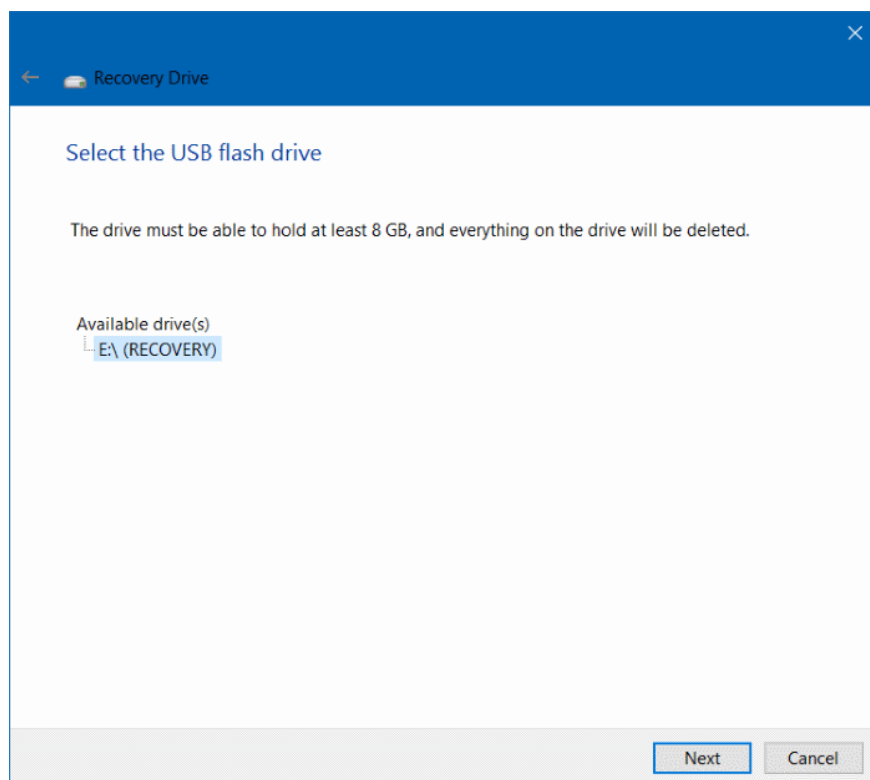 Recovery Drive
Select the USB flash drive
The drive must be able to hold at least 8 GB, and everything on the drive will be deleted.
Available drive(s)
E:\ (RECOVERY)
Next Cancel